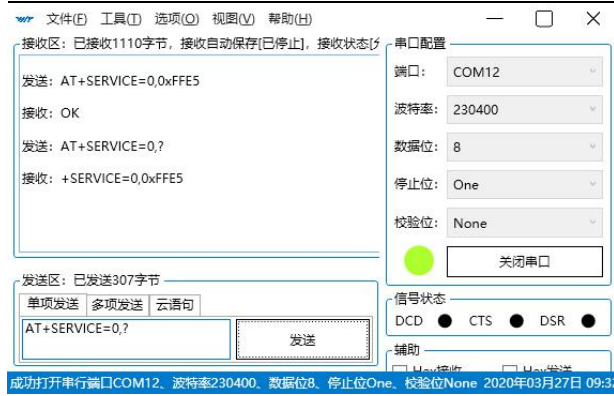 文件(F) 工具(T) 选项(O) 视图(V) 帮助(H)
接收区：已接收1110字节，接收自动保存[已停止]，接收状态[
发送：AT+SERVICE=0,0xFFE5
接收：OK
发送：AT+SERVICE=0,?
接收：+SERVICE=0,0xFFE5
发送区：已发送307字节
单项发送 多项发送 云语句
AT+SERVICE=0,?
发送
串口配置
端口： COM12
波特率： 230400
数据位： 8
停止位： One
校验位： None
关闭串口
信号状态
DCD CTS DSR
辅助
成功打开串行端口COM12、波特率230400、数据位8、停止位One、校验位None 2020年03月27日 09:32